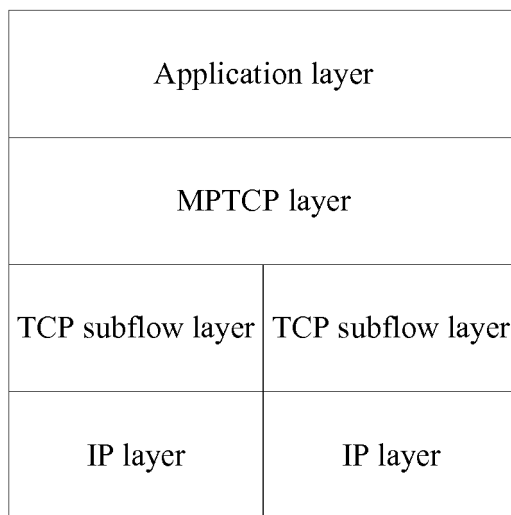 Application layer
MPTCP layer
TCP subflow layer
TCP subflow layer
IP layer
IP layer